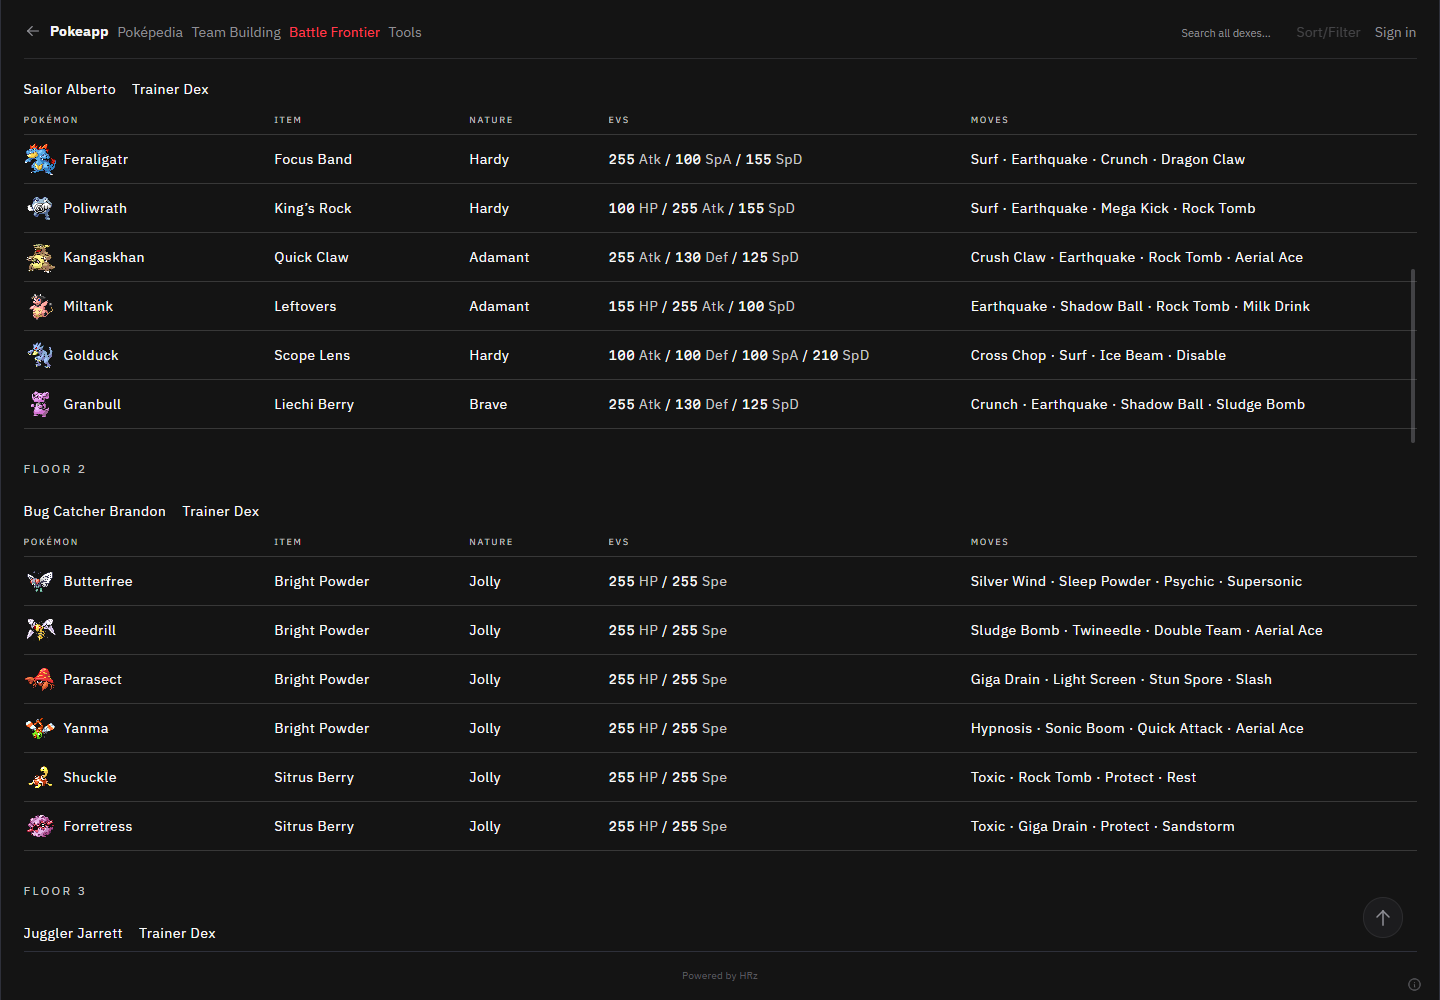 Pokeapp Poképedia Team Building Battle Frontier Tools Search all dexes... Sort/Filter Sign in
Sailor Alberto Trainer Dex
POKÉMON ITEM NATURE EVS MOVES
Feraligatr Focus Band Hardy 255 Atk / 100 SpA / 155 SpD Surf · Earthquake · Crunch · Dragon Claw
Poliwrath King's Rock Hardy 100 HP / 255 Atk / 155 SpD Surf · Earthquake · Mega Kick · Rock Tomb
Kangaskhan Quick Claw Adamant 255 Atk / 130 Def / 125 SpD Crush Claw · Earthquake · Rock Tomb · Aerial Ace
Miltank Leftovers Adamant 155 HP / 255 Atk / 100 SpD Earthquake · Shadow Ball · Rock Tomb · Milk Drink
Golduck Scope Lens Hardy 100 Atk / 100 Def / 100 SpA / 210 SpD Cross Chop · Surf · Ice Beam · Disable
Granbull Liechi Berry Brave 255 Atk / 130 Def / 125 SpD Crunch · Earthquake · Shadow Ball · Sludge Bomb
FLOOR 2
Bug Catcher Brandon Trainer Dex
POKÉMON ITEM NATURE EVS MOVES
Butterfree Bright Powder Jolly 255 HP / 255 Spe Silver Wind · Sleep Powder · Psychic · Supersonic
Beedrill Bright Powder Jolly 255 HP / 255 Spe Sludge Bomb · Twineedle · Double Team · Aerial Ace
Parasect Bright Powder Jolly 255 HP / 255 Spe Giga Drain · Light Screen · Stun Spore · Slash
Yanma Bright Powder Jolly 255 HP / 255 Spe Hypnosis · Sonic Boom · Quick Attack · Aerial Ace
Shuckle Sitrus Berry Jolly 255 HP / 255 Spe Toxic · Rock Tomb · Protect · Rest
Forretress Sitrus Berry Jolly 255 HP / 255 Spe Toxic · Giga Drain · Protect · Sandstorm
FLOOR 3
Juggler Jarrett Trainer Dex
Powered by HRz